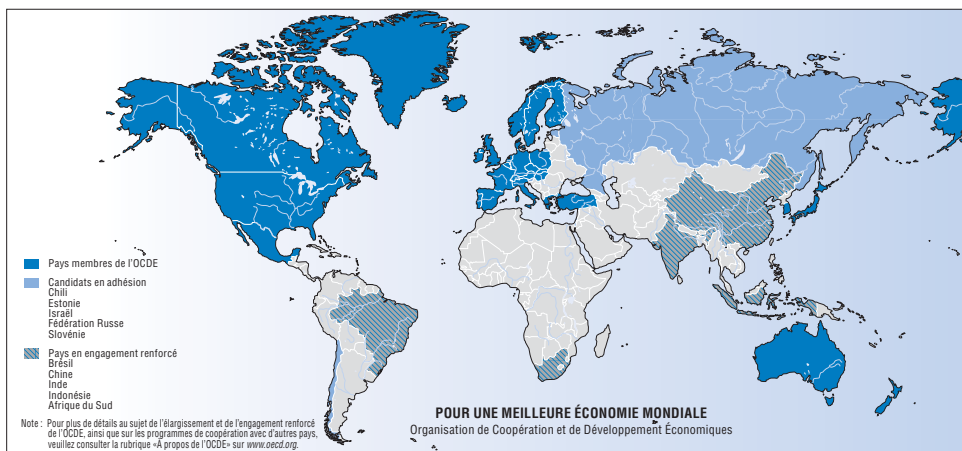 Pays membres de l'OCDE
Candidats en adhésion
Chili
Estonie
Israël
Fédération Russe
Slovénie
Pays en engagement renforcé
Brésil
Chine
Inde
Indonésie
Afrique du Sud
Note : Pour plus de détails au sujet de l'élargissement et de l'engagement renforcé
de l'OCDE, ainsi que sur les programmes de coopération avec d'autres pays,
veuillez consulter la rubrique «À propos de l'OCDE» sur www.oecd.org.
POUR UNE MEILLEURE ÉCONOMIE MONDIALE
Organisation de Coopération et de Développement Économiques